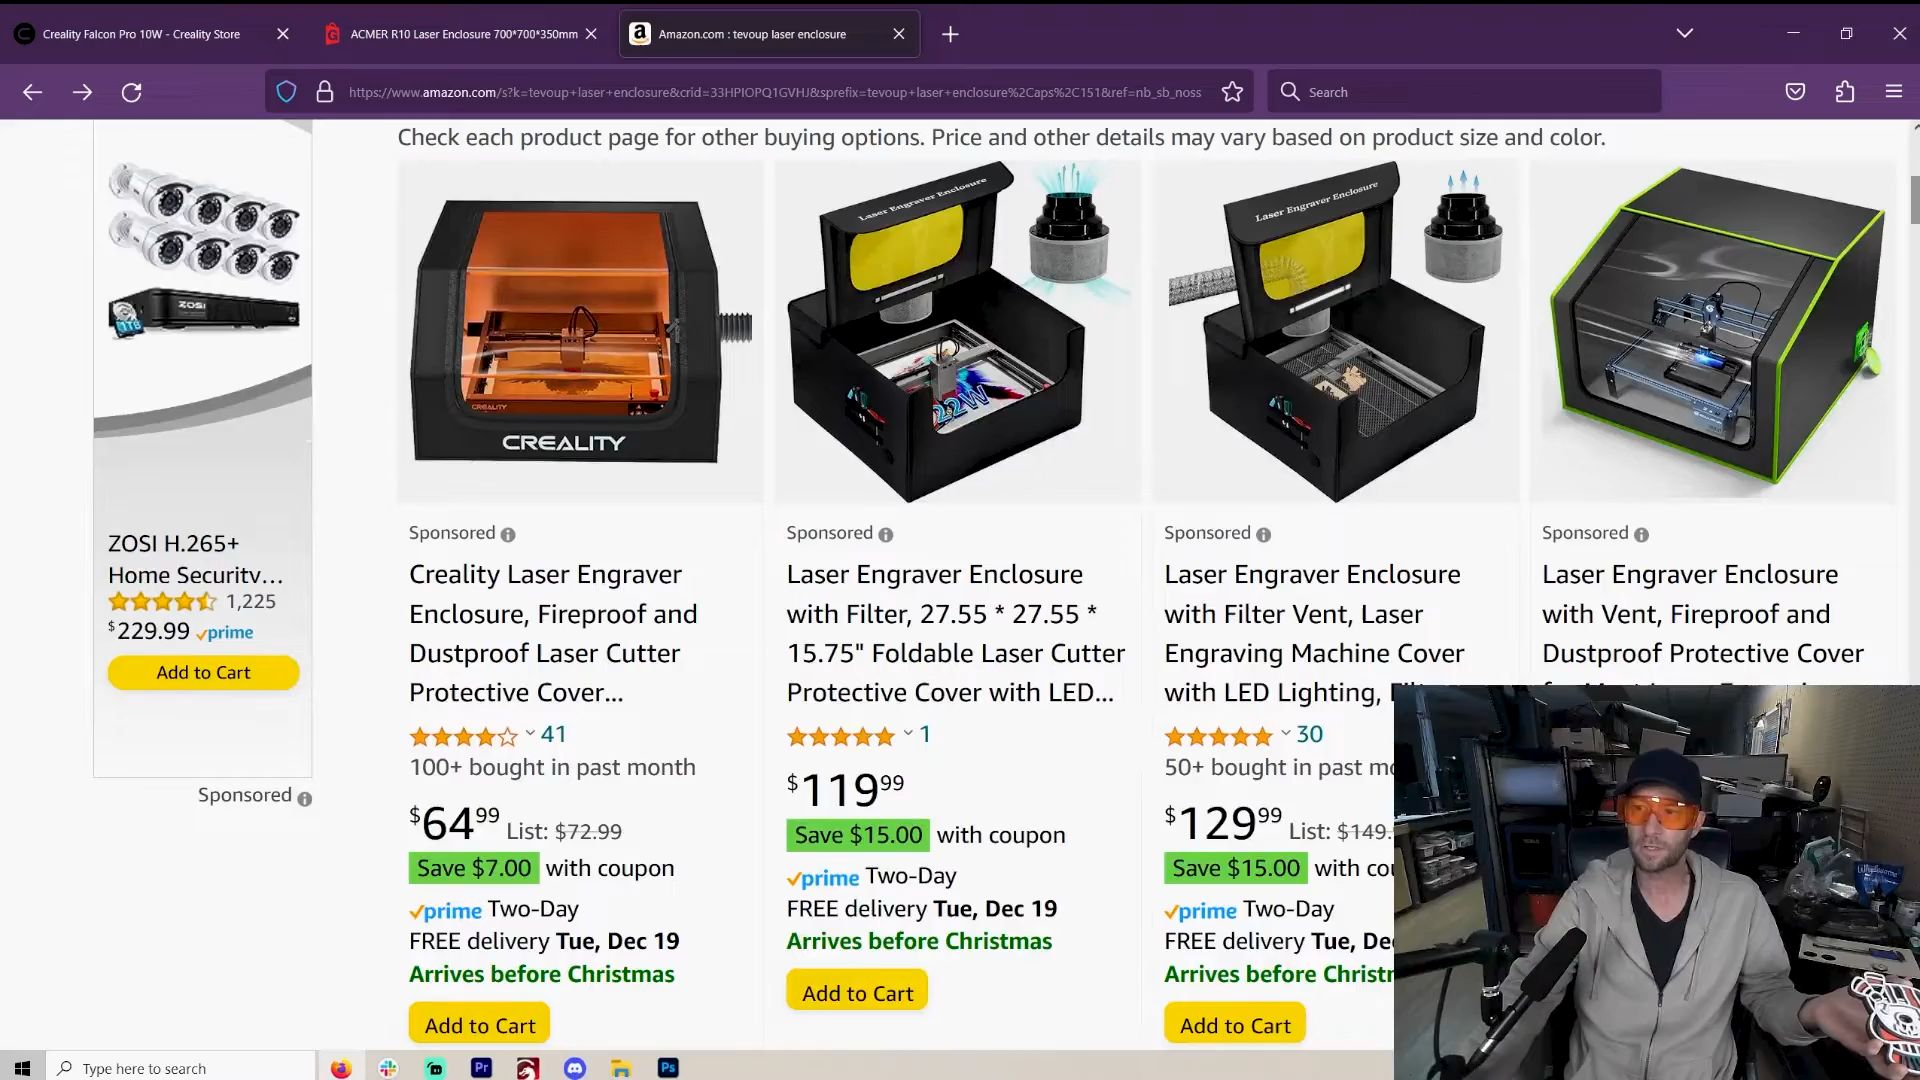 Creality Falcon Pro 10W - Creality Store
ACMER R10 Laser Enclosure 700*700*350mm
Amazon.com : tevoup laser enclosure
https://www.amazon.com/s?k=tevoup+laser+enclosure&crid=33HPIOPQ1GVHJ&sprefix=tevoup+laser+enclosure%2Caps%2C151&ref=nb_sb_noss
Search
Check each product page for other buying options. Price and other details may vary based on product size and color.
ZOSI
1TB
ZOSI H.265+
Home Security...
1,225
$229.99 prime
Add to Cart
Sponsored
CREALITY
CREALITY
Sponsored
Creality Laser Engraver
Enclosure, Fireproof and
Dustproof Laser Cutter
Protective Cover...
41
100+ bought in past month
$64.99 List: $72.99
Save $7.00 with coupon
prime Two-Day
FREE delivery Tue, Dec 19
Arrives before Christmas
Add to Cart
Laser Engraver Enclosure
22W
Sponsored
Laser Engraver Enclosure
with Filter, 27.55 * 27.55 *
15.75" Foldable Laser Cutter
Protective Cover with LED...
1
$119.99
Save $15.00 with coupon
prime Two-Day
FREE delivery Tue, Dec 19
Arrives before Christmas
Add to Cart
Laser Engraver Enclosure
Sponsored
Laser Engraver Enclosure
with Filter Vent, Laser
Engraving Machine Cover
with LED Lighting,
30
50+ bought in past mo
$129.99 List: $149.
Save $15.00 with cou
prime Two-Day
FREE delivery Tue, De
Arrives before Christ
Add to Cart
Sponsored
Laser Engraver Enclosure
with Vent, Fireproof and
Dustproof Protective Cover
Type here to search
Pr
Ps